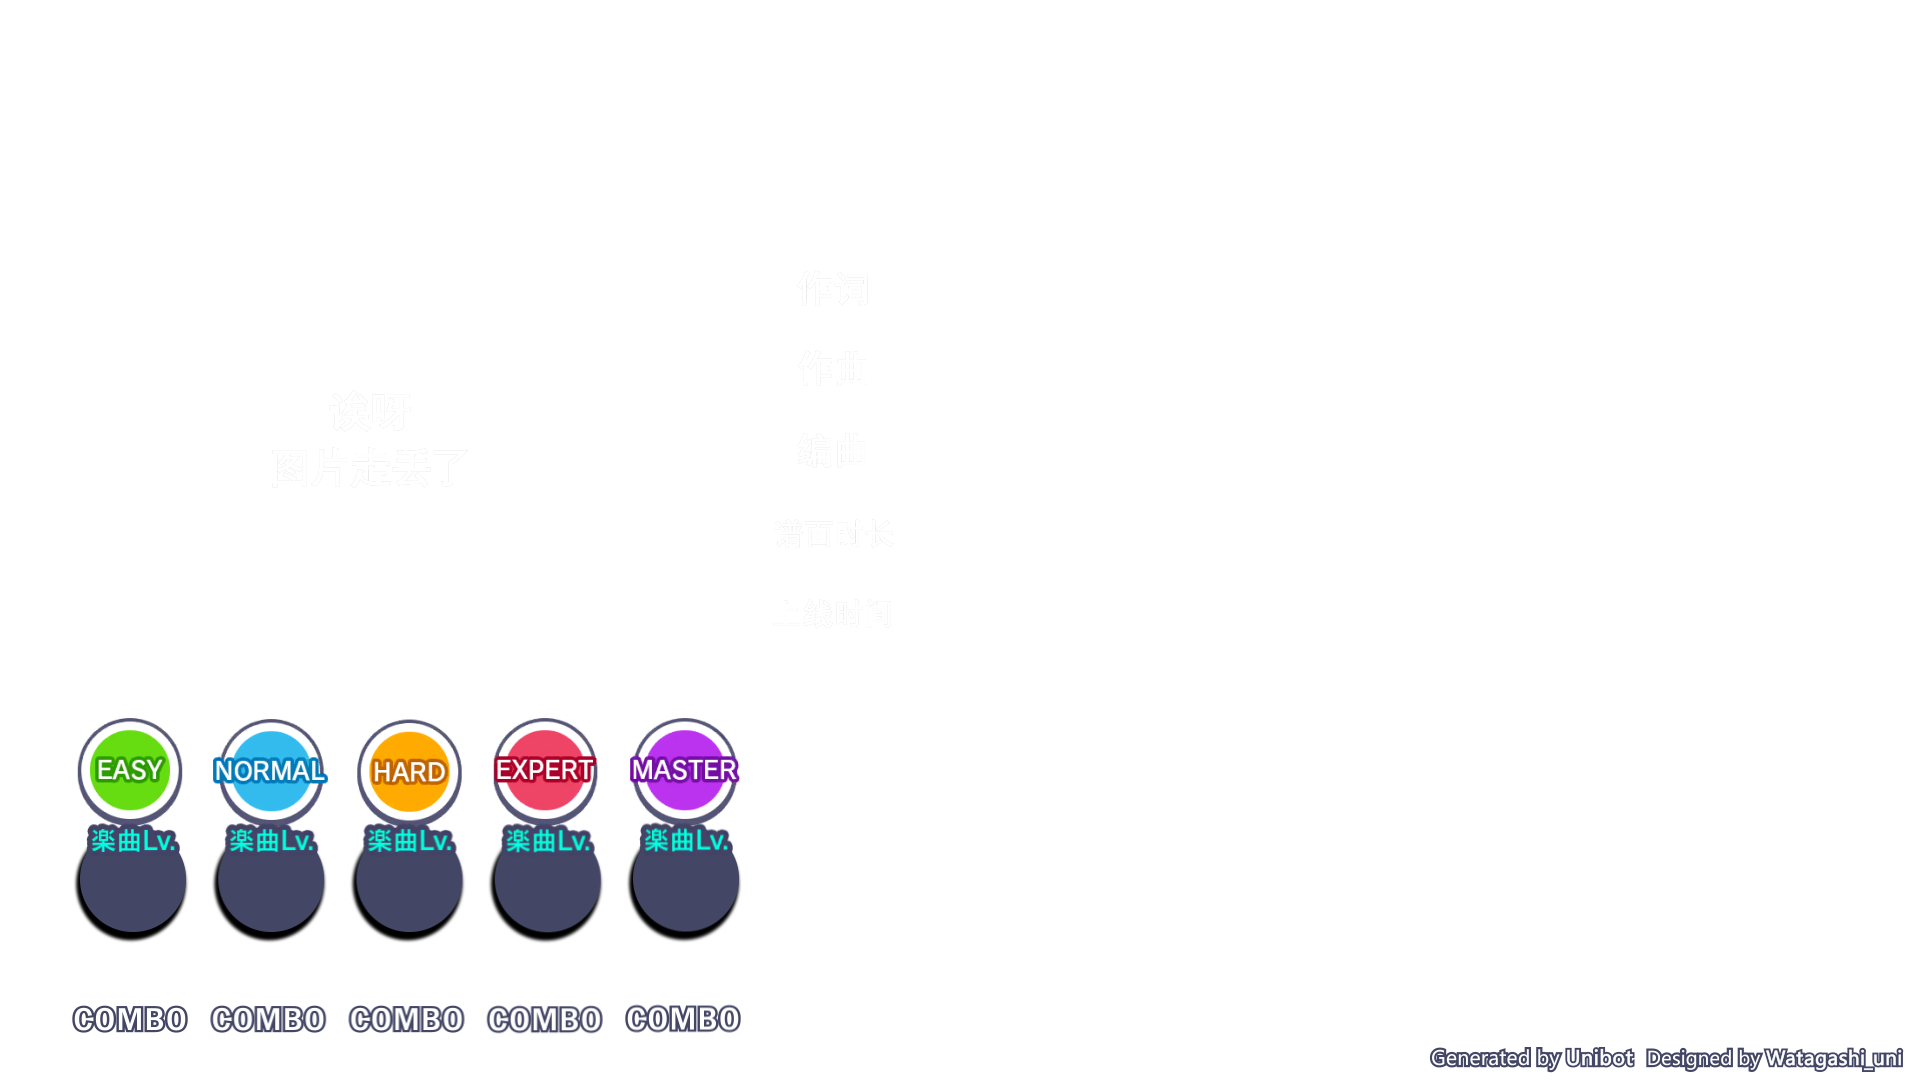 作词
作曲
诶呀
图片走丢了
编曲
谱面时长
上线时间
EASY NORMAL HARD EXPERT MASTER
楽曲Lv. 楽曲Lv. 楽曲Lv. 楽曲Lv. 楽曲Lv.
COMBO COMBO COMBO COMBO COMBO
Generated by Unibot Designed by Watagashi_uni